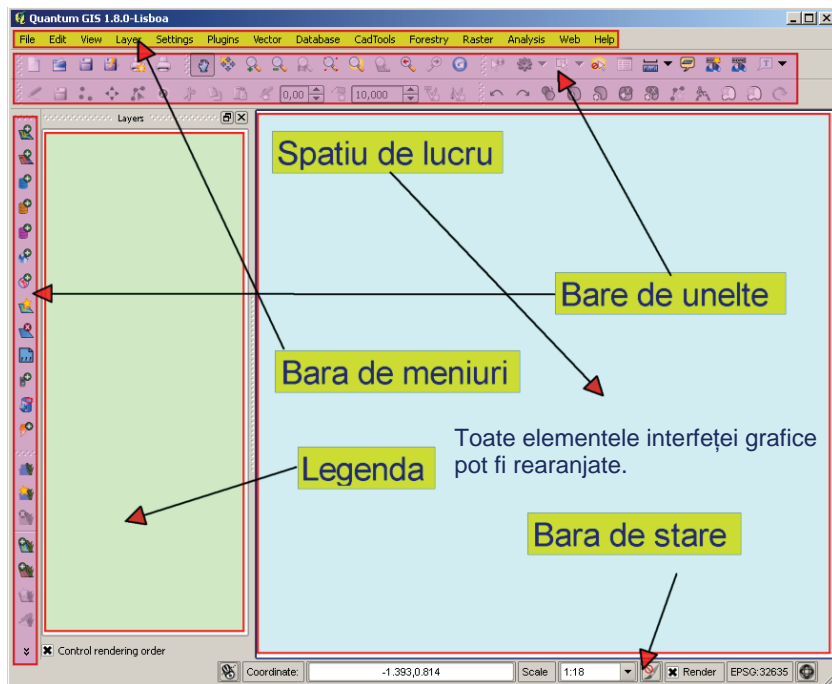 Quantum GIS 1.8.0-Lisboa
File Edit View Layer Settings Plugins Vector Database CadTools Forestry Raster Analysis Web Help
0,00 10,000
Layers
Spatiu de lucru
Bare de unelte
Bara de meniuri
Toate elementele interfeței grafice
pot fi rearanjate.
Legenda
Bara de stare
Control rendering order
Coordinate: -1.393,0.814 Scale 1:18 Render EPSG:32635